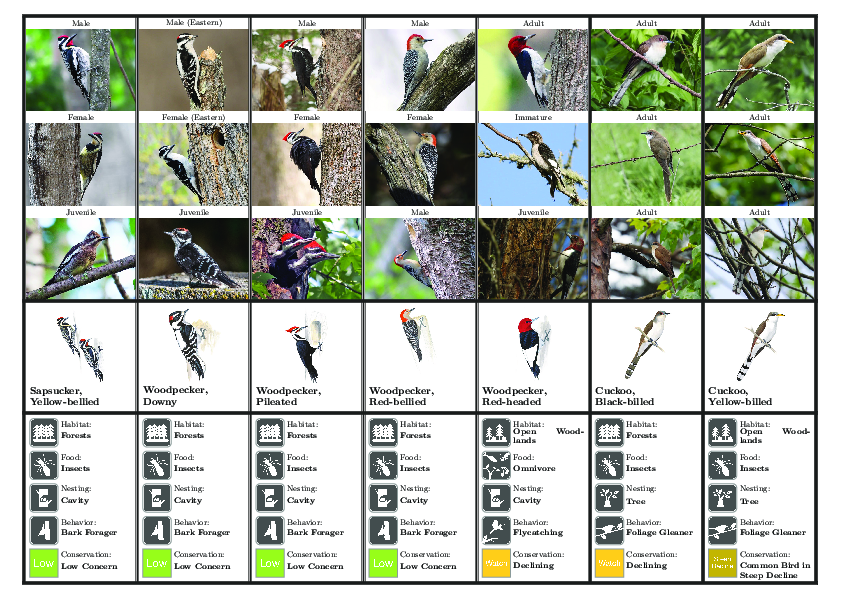 Male
Male (Eastern)
Male
Male
Adult
Adult
Adult
Female
Female (Eastern)
Female
Female
Immature
Adult
Adult
Juvenile
Juvenile
Juvenile
Male
Juvenile
Adult
Adult
Sapsucker,
Yellow-bellied
Woodpecker,
Downy
Woodpecker,
Pileated
Woodpecker,
Red-bellied
Woodpecker,
Red-headed
Cuckoo,
Black-billed
Cuckoo,
Yellow-billed
Habitat:
Forests
Food:
Insects
Nesting:
Cavity
Behavior:
Bark Forager
Low
Conservation:
Low Concern
Habitat:
Forests
Food:
Insects
Nesting:
Cavity
Behavior:
Bark Forager
Low
Conservation:
Low Concern
Habitat:
Forests
Food:
Insects
Nesting:
Cavity
Behavior:
Bark Forager
Low
Conservation:
Low Concern
Habitat:
Forests
Food:
Insects
Nesting:
Cavity
Behavior:
Bark Forager
Low
Conservation:
Low Concern
Habitat:
Open Wood-
lands
Food:
Omnivore
Nesting:
Cavity
Behavior:
Flycatching
Watch
Conservation:
Declining
Habitat:
Forests
Food:
Insects
Nesting:
Tree
Behavior:
Foliage Gleaner
Watch
Conservation:
Declining
Habitat:
Open Wood-
lands
Food:
Insects
Nesting:
Tree
Behavior:
Foliage Gleaner
Steep
Decline
Conservation:
Common Bird in
Steep Decline